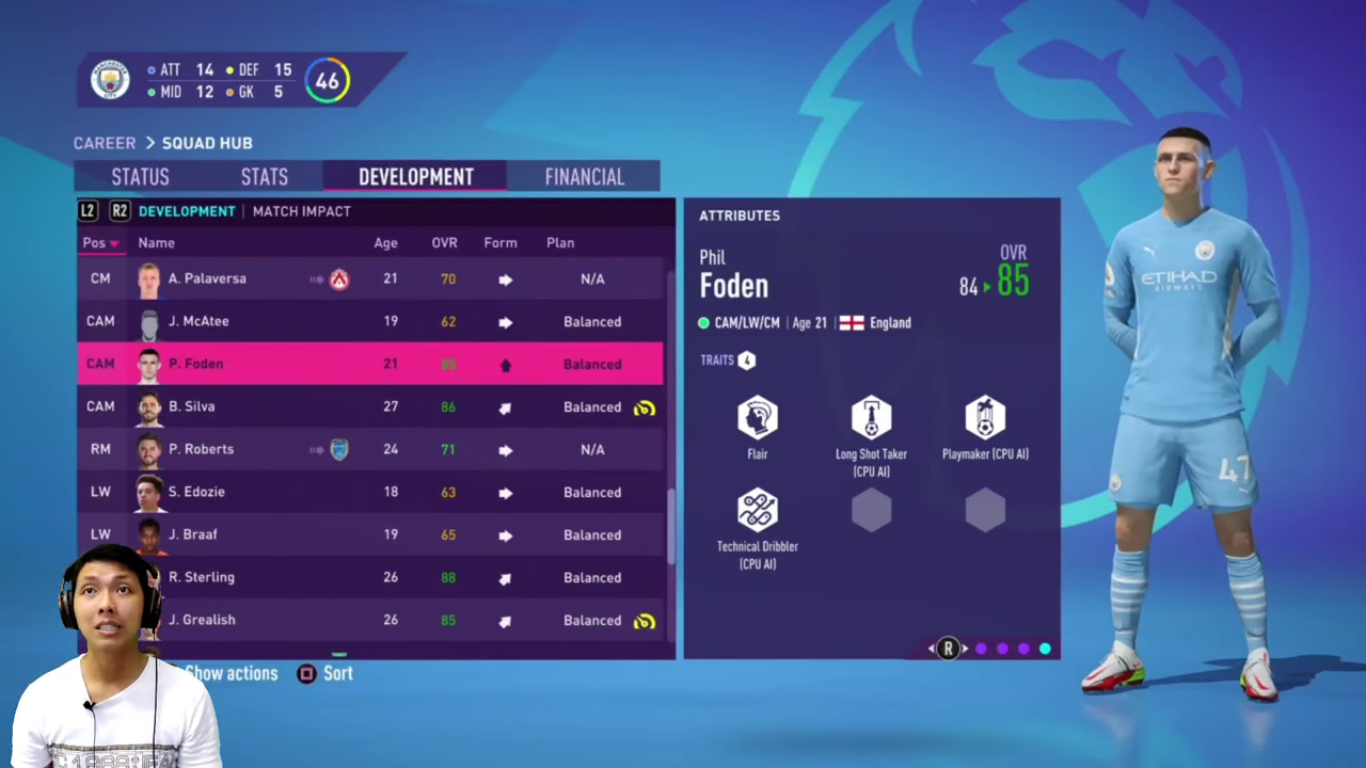 ATT 14 DEF 15
MID 12 GK 5
46
CAREER > SQUAD HUB
STATUS STATS DEVELOPMENT FINANCIAL
L2 R2 DEVELOPMENT | MATCH IMPACT
Pos Name Age OVR Form Plan
CM A. Palaversa 21 70 N/A
CAM J. McAtee 19 62 Balanced
CAM P. Foden 21 85 Balanced
CAM B. Silva 27 86 Balanced
RM P. Roberts 24 71 N/A
LW S. Edozie 18 63 Balanced
LW J. Braaf 19 65 Balanced
R. Sterling 26 88 Balanced
J. Grealish 26 85 Balanced
Show actions Sort
ATTRIBUTES
Phil
Foden
OVR
84 85
CAM/LW/CM | Age 21 | England
TRAITS 4
Flair
Long Shot Taker
(CPU AI)
Playmaker (CPU AI)
Technical Dribbler
(CPU AI)
R
ETIHAD
AIRWAYS
47